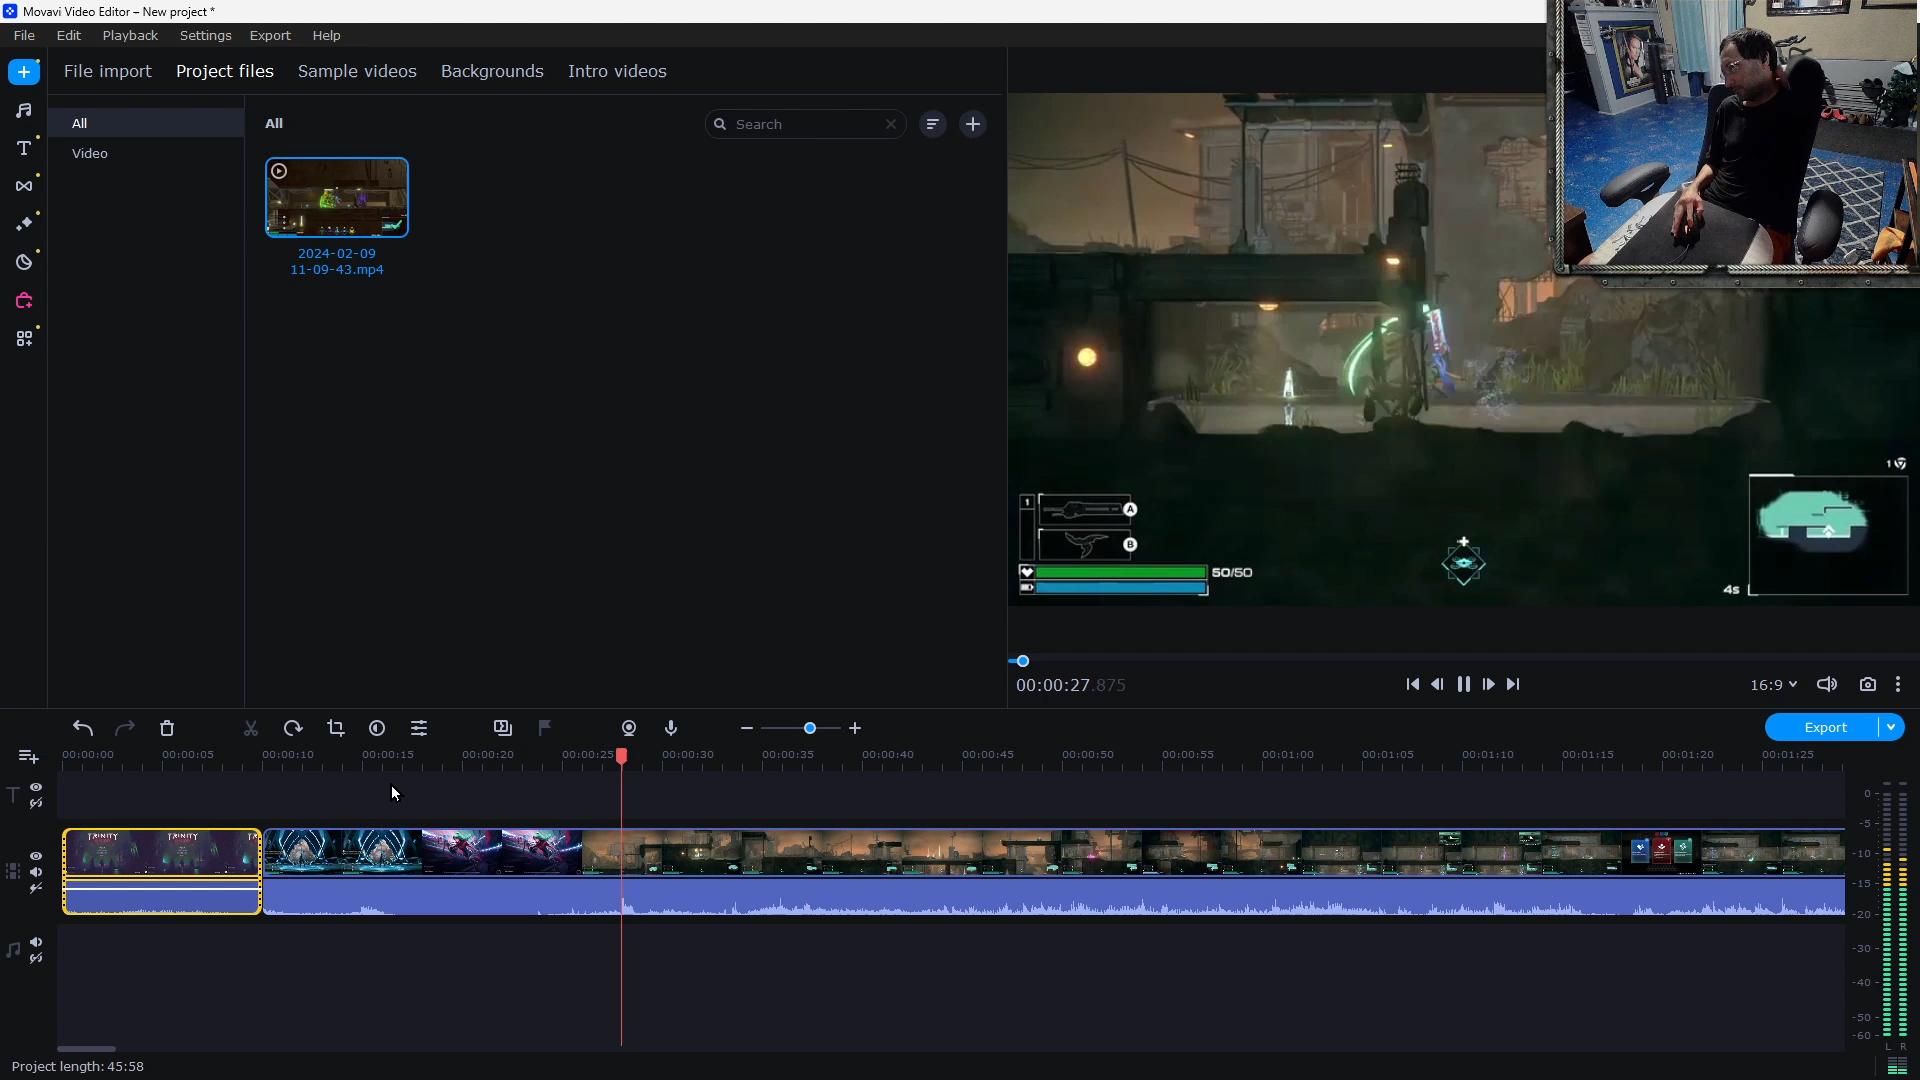 Movavi Video Editor – New project *
File Edit Playback Settings Export Help
File import Project files Sample videos Backgrounds Intro videos
All
Video
All
Search
2024-02-09
11-09-43.mp4
1
A
B
50/50
1
4s
00:00:27.875
16:9
Export
00:00:00 00:00:05 00:00:10 00:00:15 00:00:20 00:00:25 00:00:30 00:00:35 00:00:40 00:00:45 00:00:50 00:00:55 00:01:00 00:01:05 00:01:10 00:01:15 00:01:20 00:01:25
TRINITY TRINITY TR
0
-5
-10
-15
-20
-30
-40
-50
-60
L R
Project length: 45:58